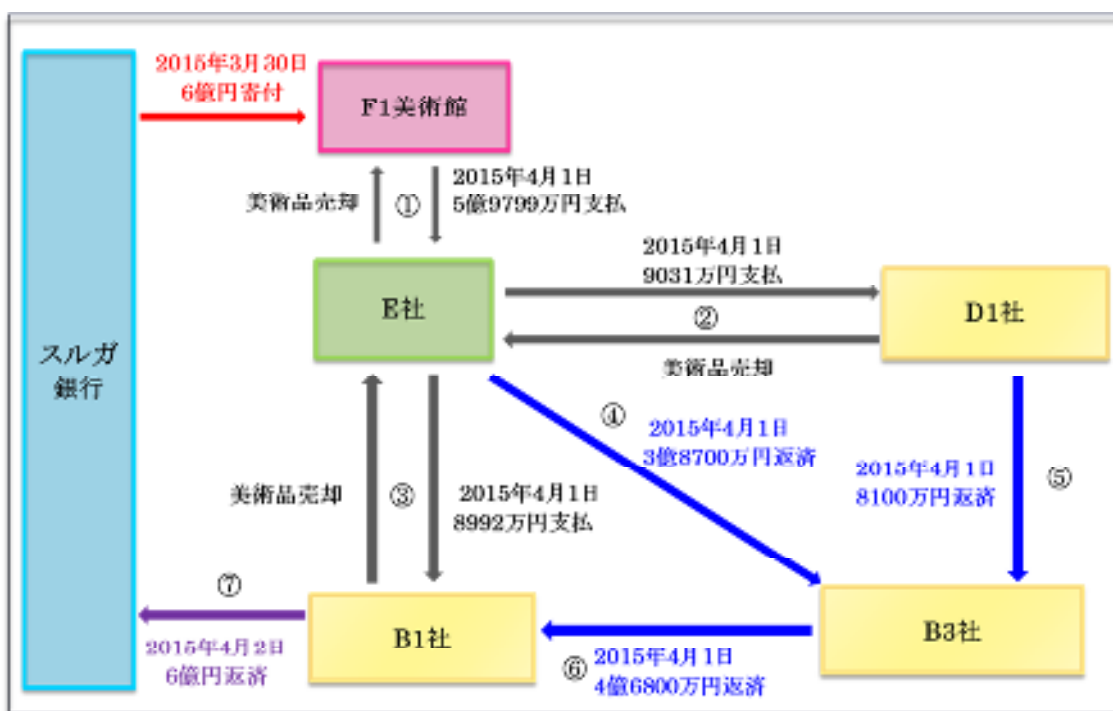 2015年3月30日
6億円寄付
F1美術館
美術品売却
①
2015年4月1日
5億9799万円支払
2015年4月1日
9031万円支払
E社
②
D1社
美術品売却
スルガ
銀行
④
2015年4月1日
3億8700万円返済
2015年4月1日
8100万円返済
⑤
美術品売却
③
2015年4月1日
8992万円支払
⑦
B1社
B3社
2015年4月2日
6億円返済
⑥
2015年4月1日
4億6800万円返済